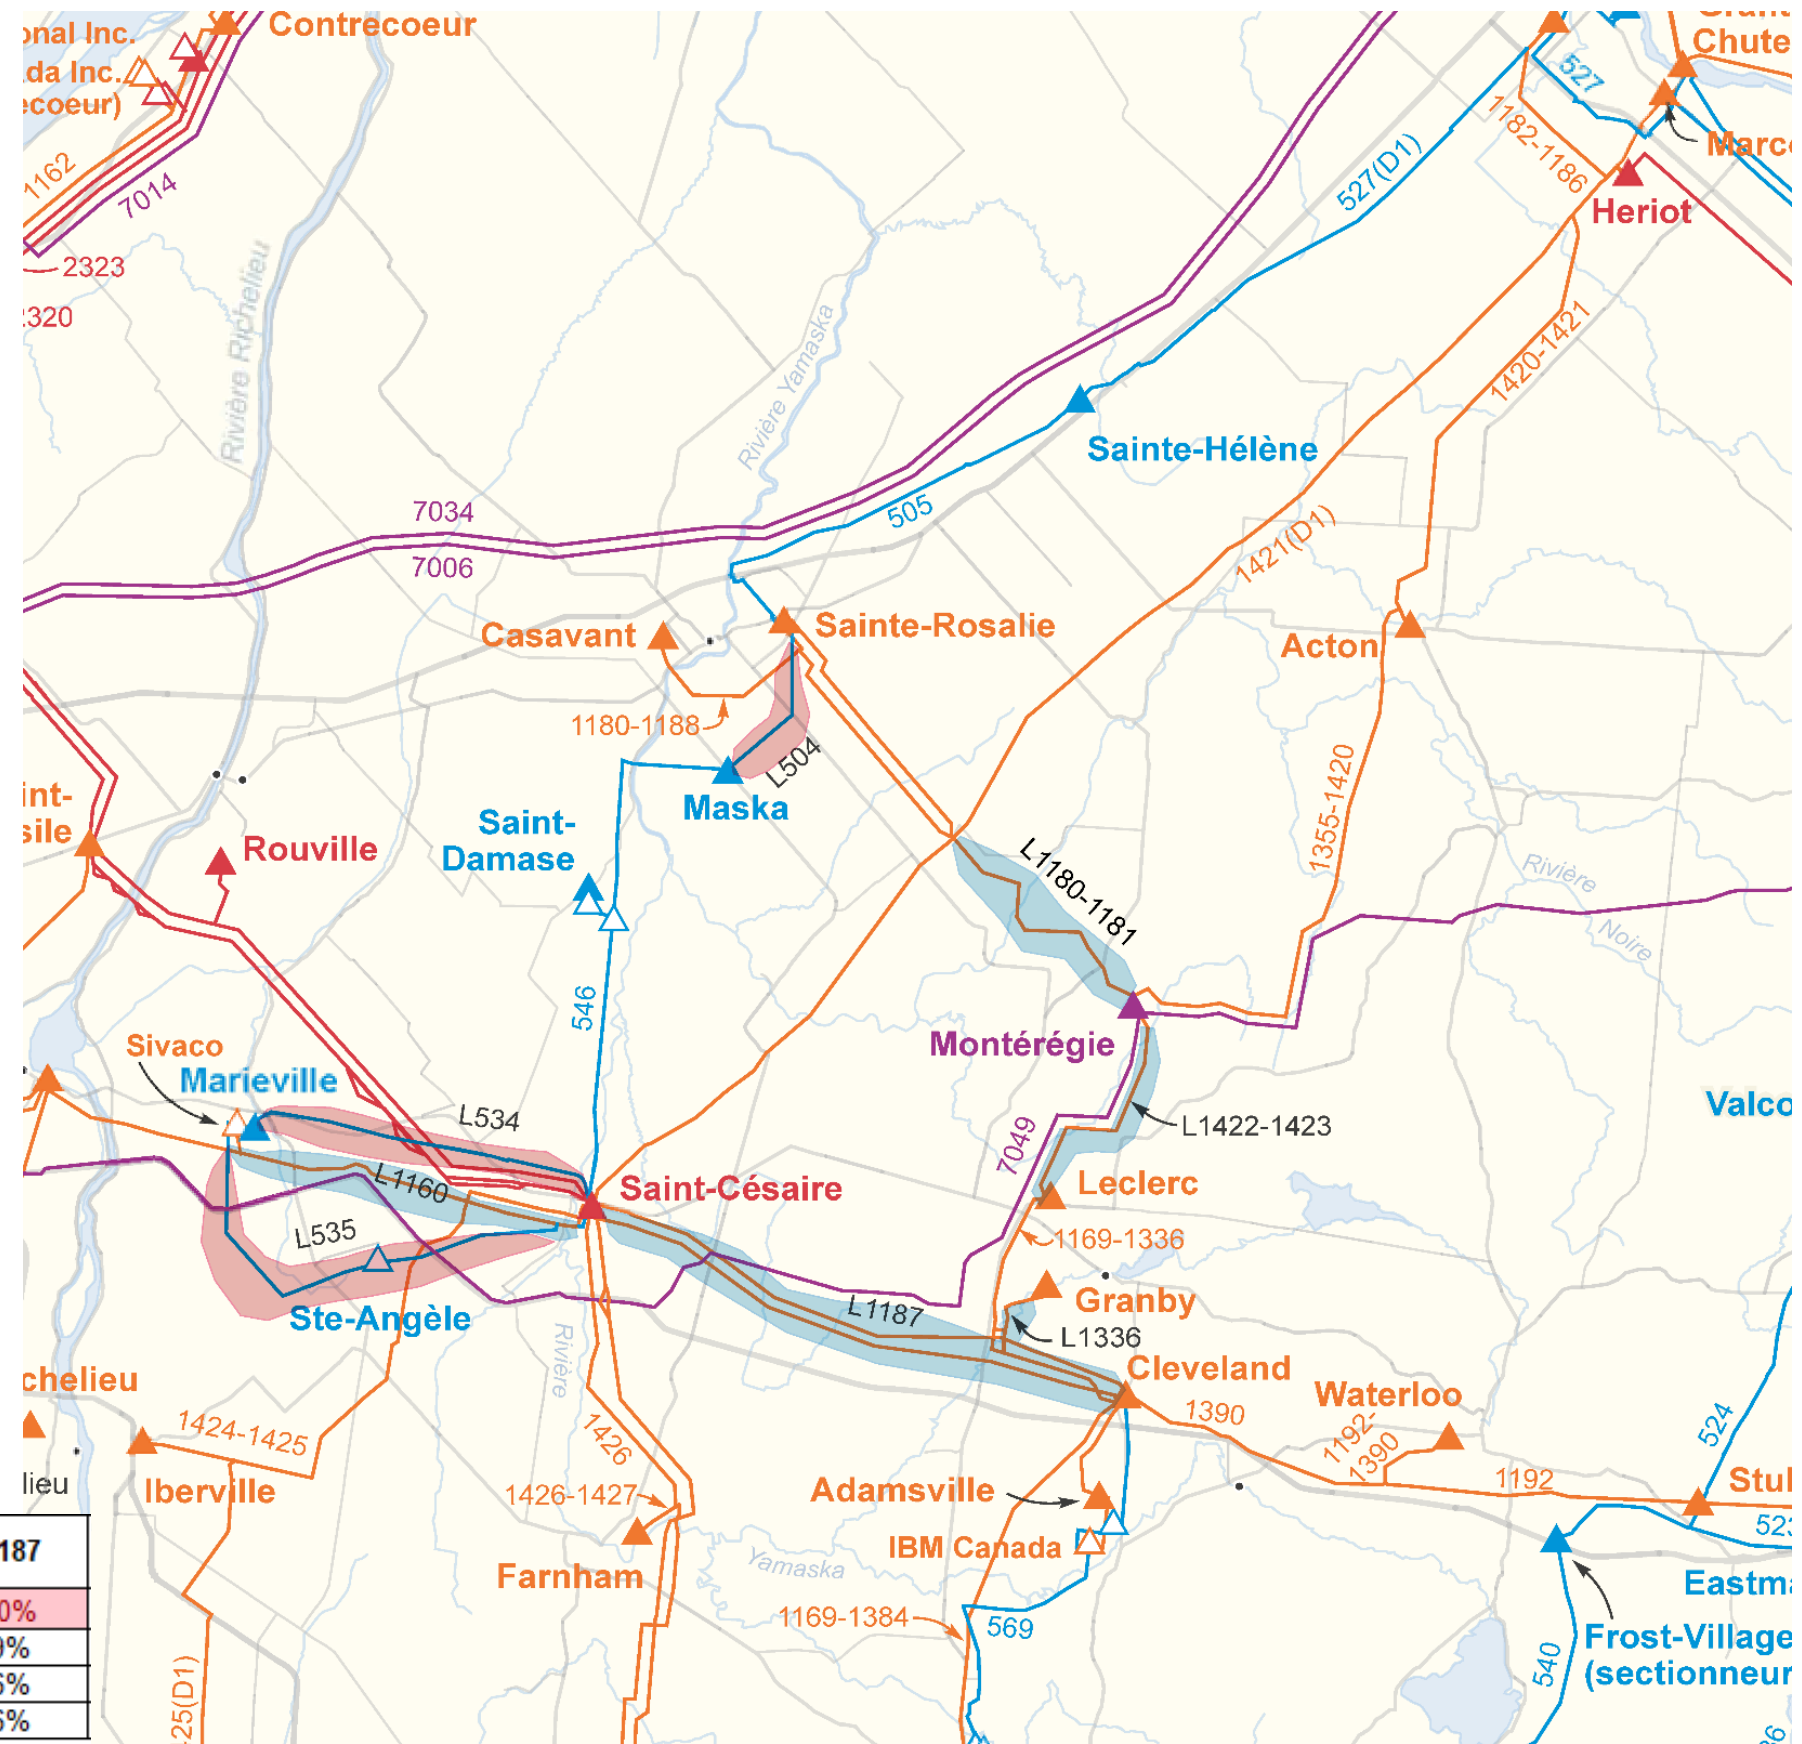 Contrecoeur
onal Inc.
da Inc.
ecoeur)
Chute
527
1182-1186
Marc
Heriot
527(D1)
1162
7014
2323
320
Rivière Richelieu
Rivière Yamaska
1420-1421
Sainte-Hélène
505
7034
7006
1421(D1)
Casavant
Sainte-Rosalie
Acton
1180-1188
L504
Maska
int-
sile
Rouville
Saint-
Damase
1355-1420
L1180-1181
Rivière
Noire
546
Montérégie
Sivaco
Marieville
L534
L1422-1423
Valco
7049
L1160
Saint-Césaire
Leclerc
L535
1169-1336
Granby
Ste-Angèle
L1187
L1336
Rivière
Cleveland
chelieu
Waterloo
1390
1192-
1390
524
1424-1425
1426
lieu
Iberville
1426-1427
Adamsville
1192
Stu
523
187
Farnham
IBM Canada
Yamaska
Eastma
0%
9%
6%
6%
1169-1384
569
Frost-Village
(sectionneur
540
25(D1)